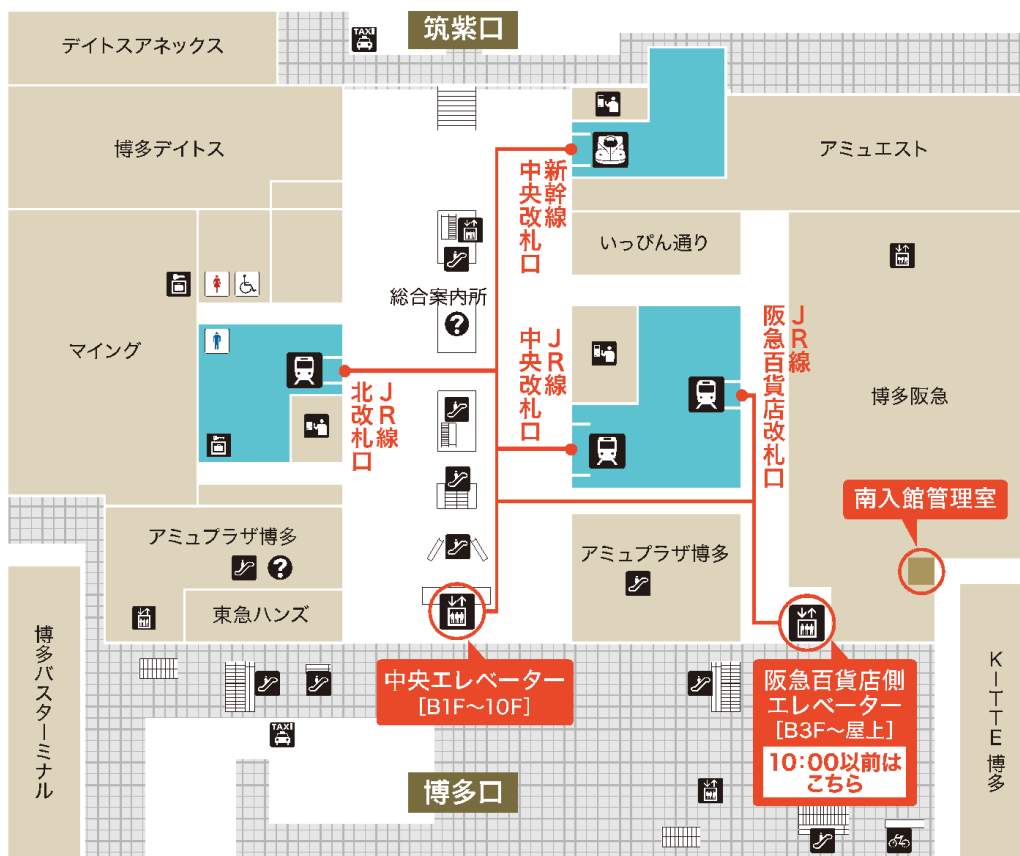 筑紫口
TAXI
デイトスアネックス
博多デイトス
アミュエスト
新幹線
中央改札口
いっぴん通り
総合案内所
?
マイング
JR線
北改札口
JR線
中央改札口
JR線
阪急百貨店改札口
博多阪急
南入館管理室
アミュプラザ博多
?
東急ハンズ
アミュプラザ博多
中央エレベーター
[B1F〜10F]
阪急百貨店側
エレベーター
[B3F〜屋上]
10:00以前は
こちら
博多バスターミナル
TAXI
博多口
KITTE博多